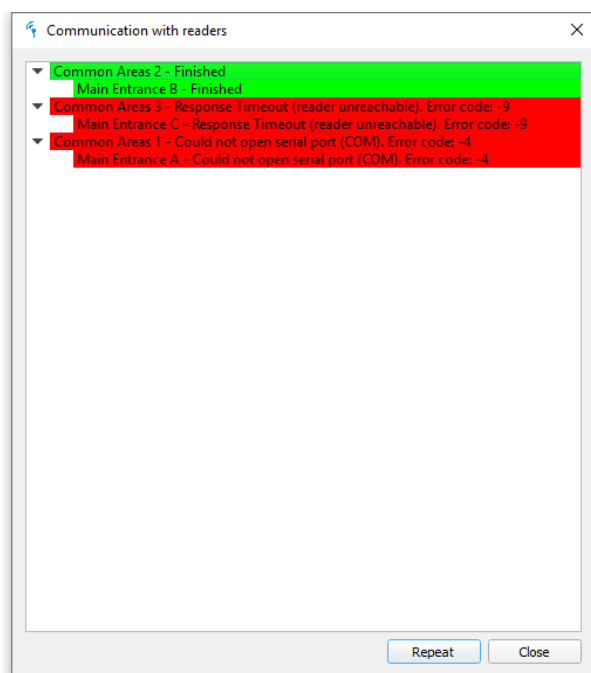 Communication with readers
Common Areas 2 - Finished
Main Entrance B - Finished
Common Areas 3 - Response Timeout (reader unreachable). Error code: -9
Main Entrance C - Response Timeout (reader unreachable). Error code: -9
Common Areas 1 - Could not open serial port (COM). Error code: -4
Main Entrance A - Could not open serial port (COM). Error code: -4
Repeat
Close